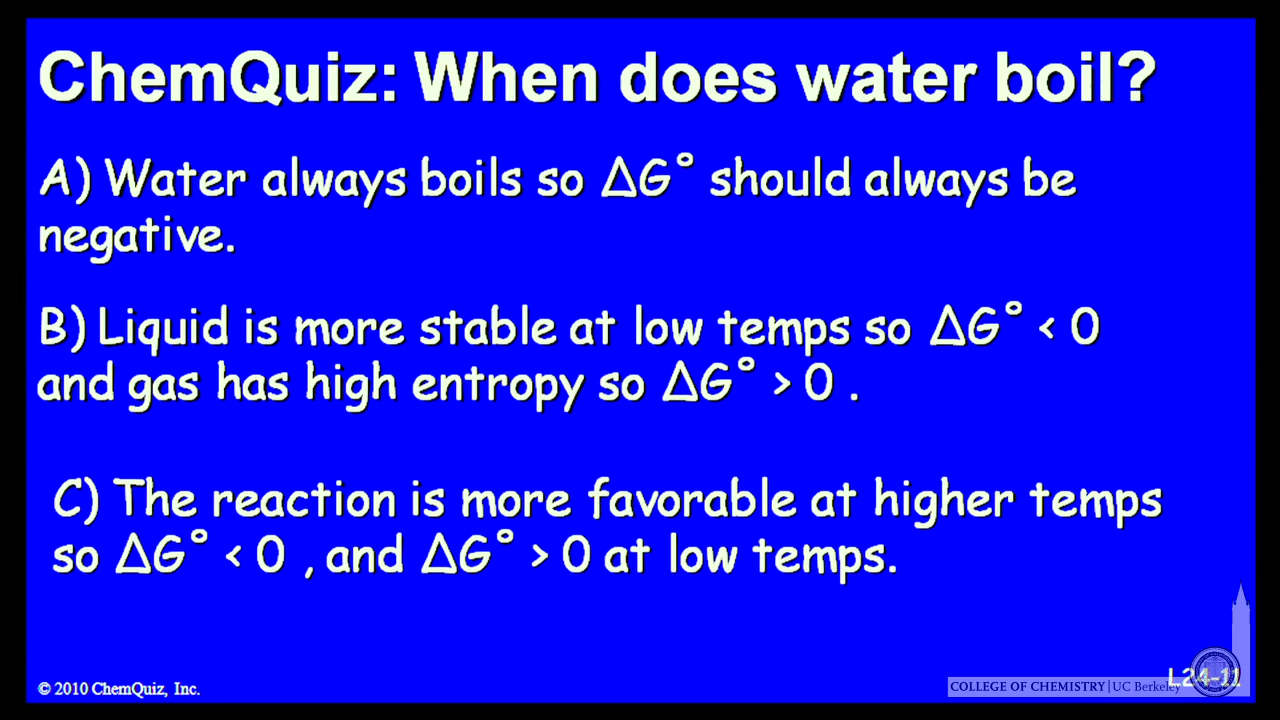 ChemQuiz: When does water boil?
A) Water always boils so ΔG° should always be
negative.
B) Liquid is more stable at low temps so ΔG° < 0
and gas has high entropy so ΔG° > 0 .
C) The reaction is more favorable at higher temps
so ΔG° < 0 , and ΔG° > 0 at low temps.
© 2010 ChemQuiz, Inc.
COLLEGE OF CHEMISTRY | UC Berkeley
L24-11